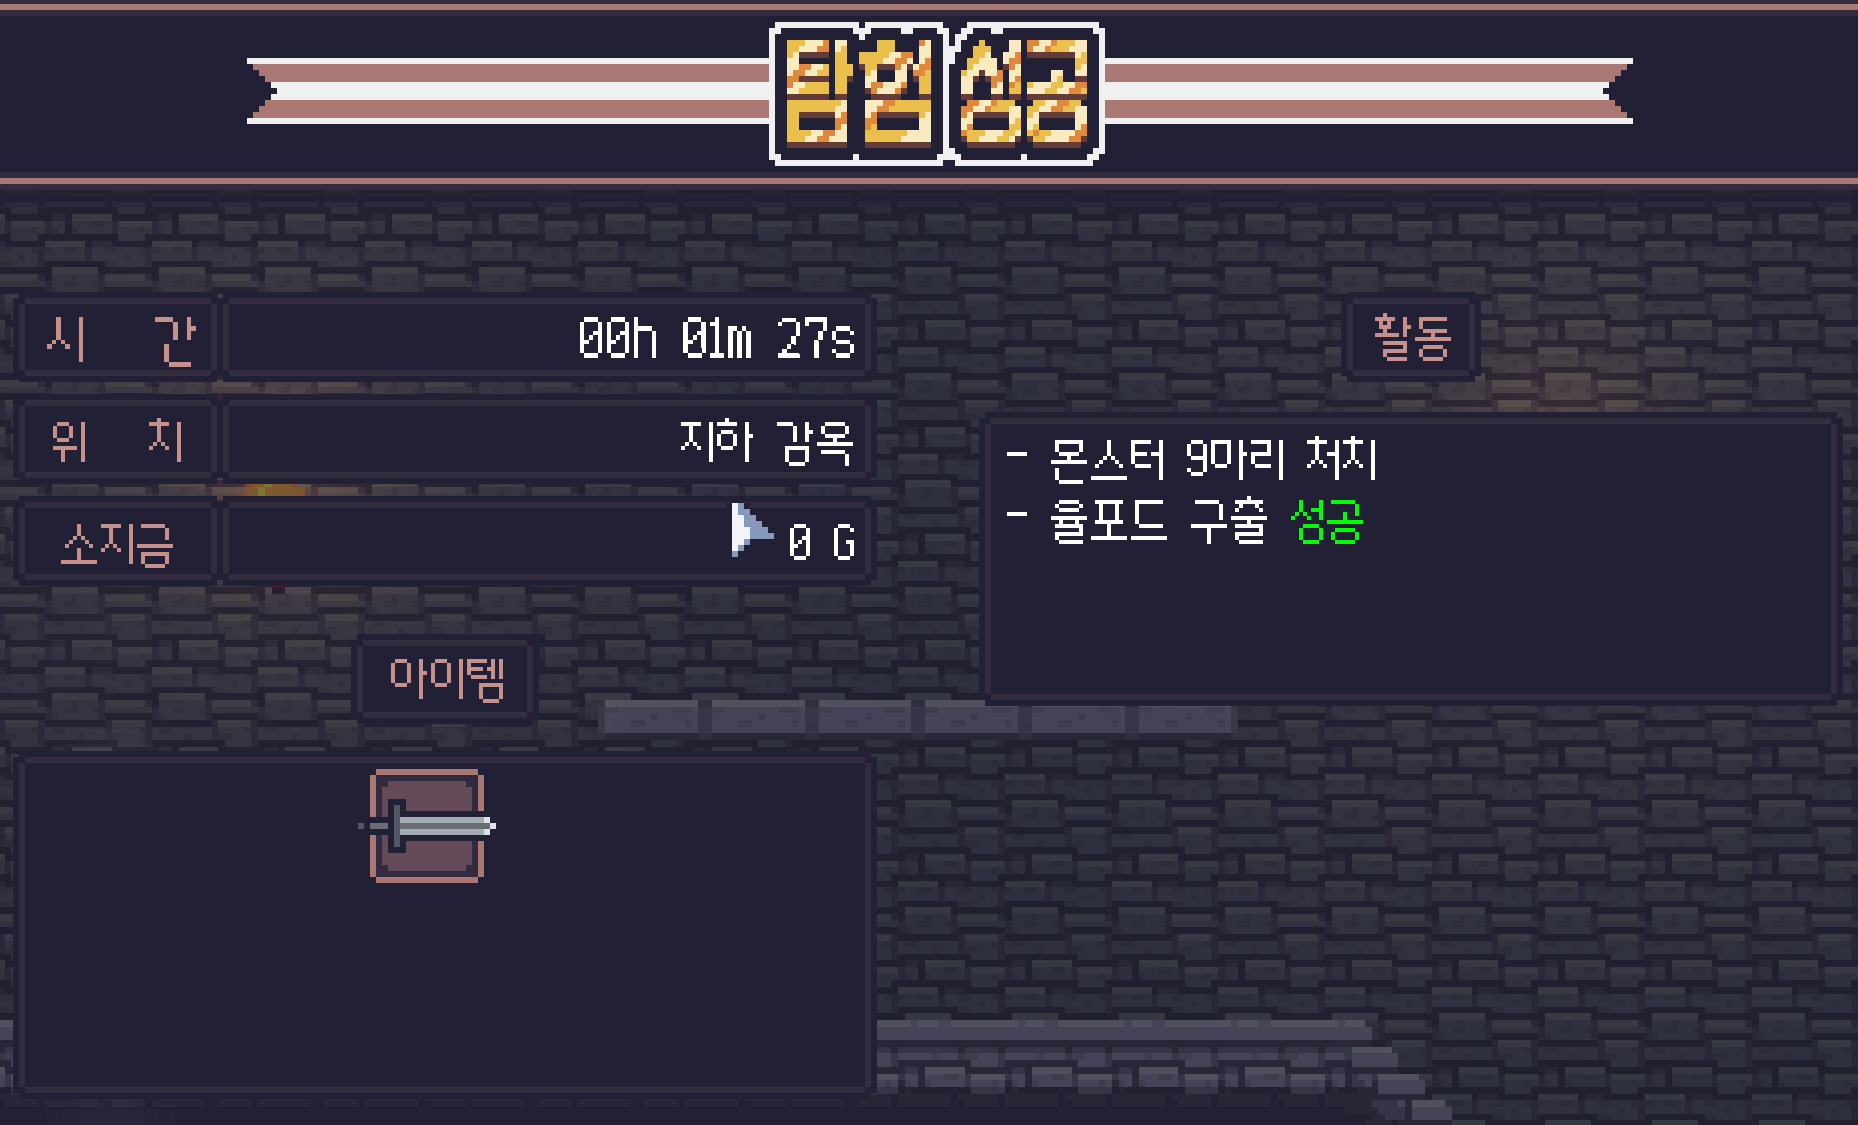 탐험 성공
시 간 00h 01m 27s
위 치 지하 감옥
소지금 0 G
아이템
활동
- 몬스터 9마리 처치
- 율포드 구출 성공